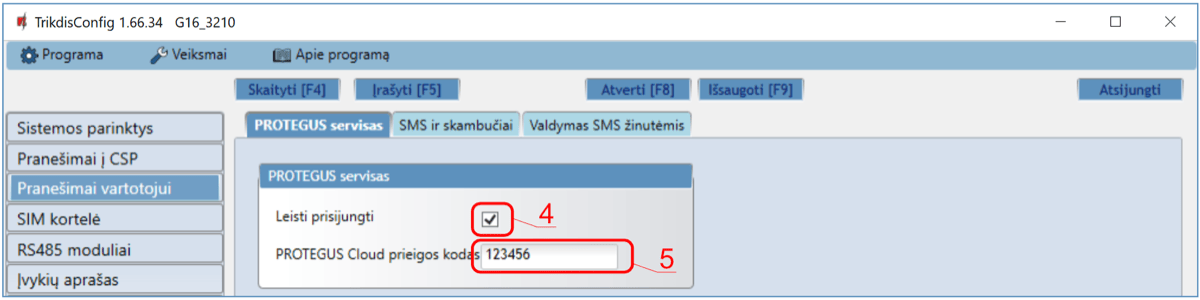 TrikdisConfig 1.66.34 G16_3210
Programa Veiksmai Apie programą
Skaityti [F4] Įrašyti [F5] Atverti [F8] Išsaugoti [F9] Atsijungti
Sistemos parinktys
Pranešimai į CSP
Pranešimai vartotojui
SIM kortelė
RS485 moduliai
Įvykių aprašas
PROTEGUS servisas SMS ir skambučiai Valdymas SMS žinutėmis
PROTEGUS servisas
Leisti prisijungti 4
PROTEGUS Cloud prieigos kodas 123456 5